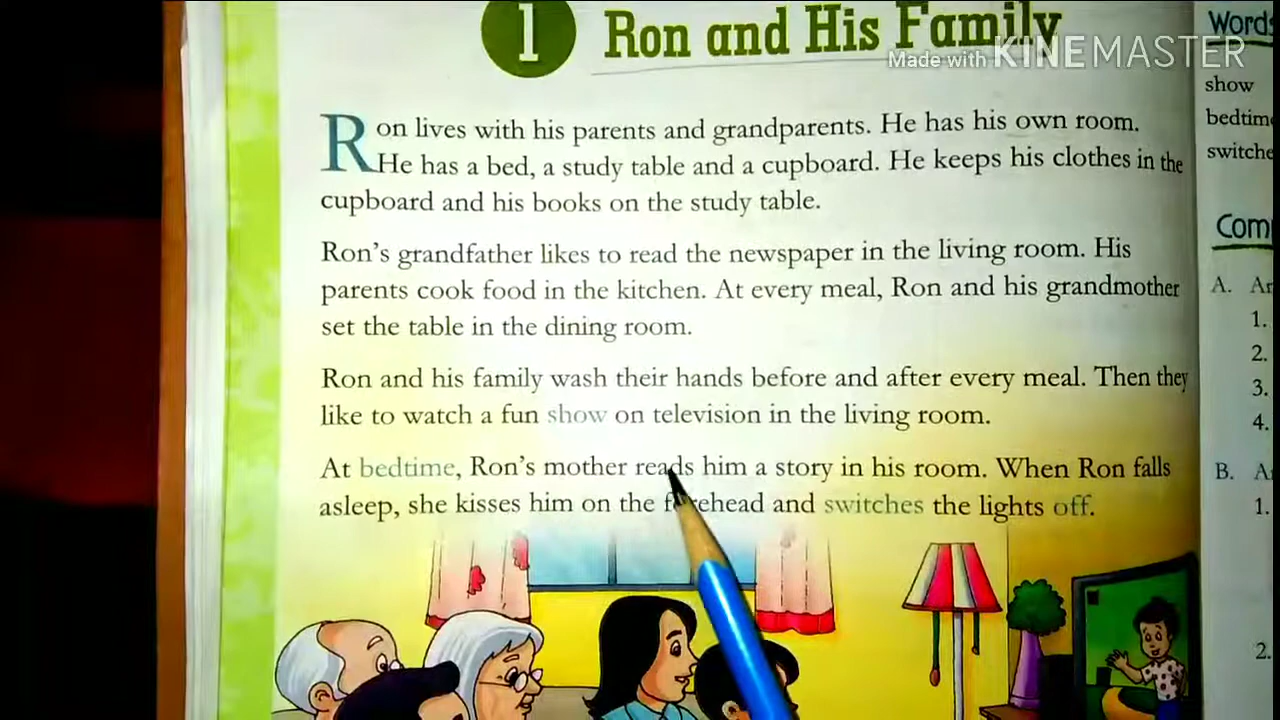 1 Ron and His Family
Made with KINEMASTER
Ron lives with his parents and grandparents. He has his own room.
He has a bed, a study table and a cupboard. He keeps his clothes in the
cupboard and his books on the study table.
Ron's grandfather likes to read the newspaper in the living room. His
parents cook food in the kitchen. At every meal, Ron and his grandmother
set the table in the dining room.
Ron and his family wash their hands before and after every meal. Then they
like to watch a fun show on television in the living room.
At bedtime, Ron's mother reads him a story in his room. When Ron falls
asleep, she kisses him on the forehead and switches the lights off.
Words
show
A.
1.
2.
3.
4.
B.
1.
2.